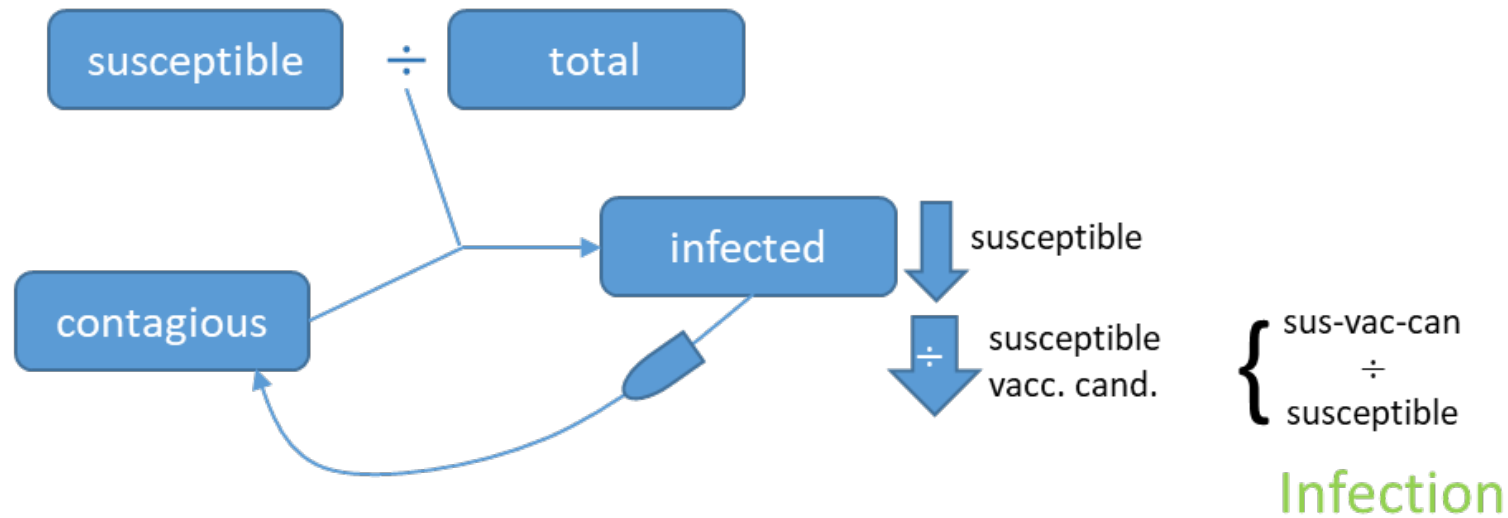 susceptible ÷ total
infected
susceptible
contagious
÷ susceptible
vacc. cand.
{ sus-vac-can
÷
susceptible
Infection